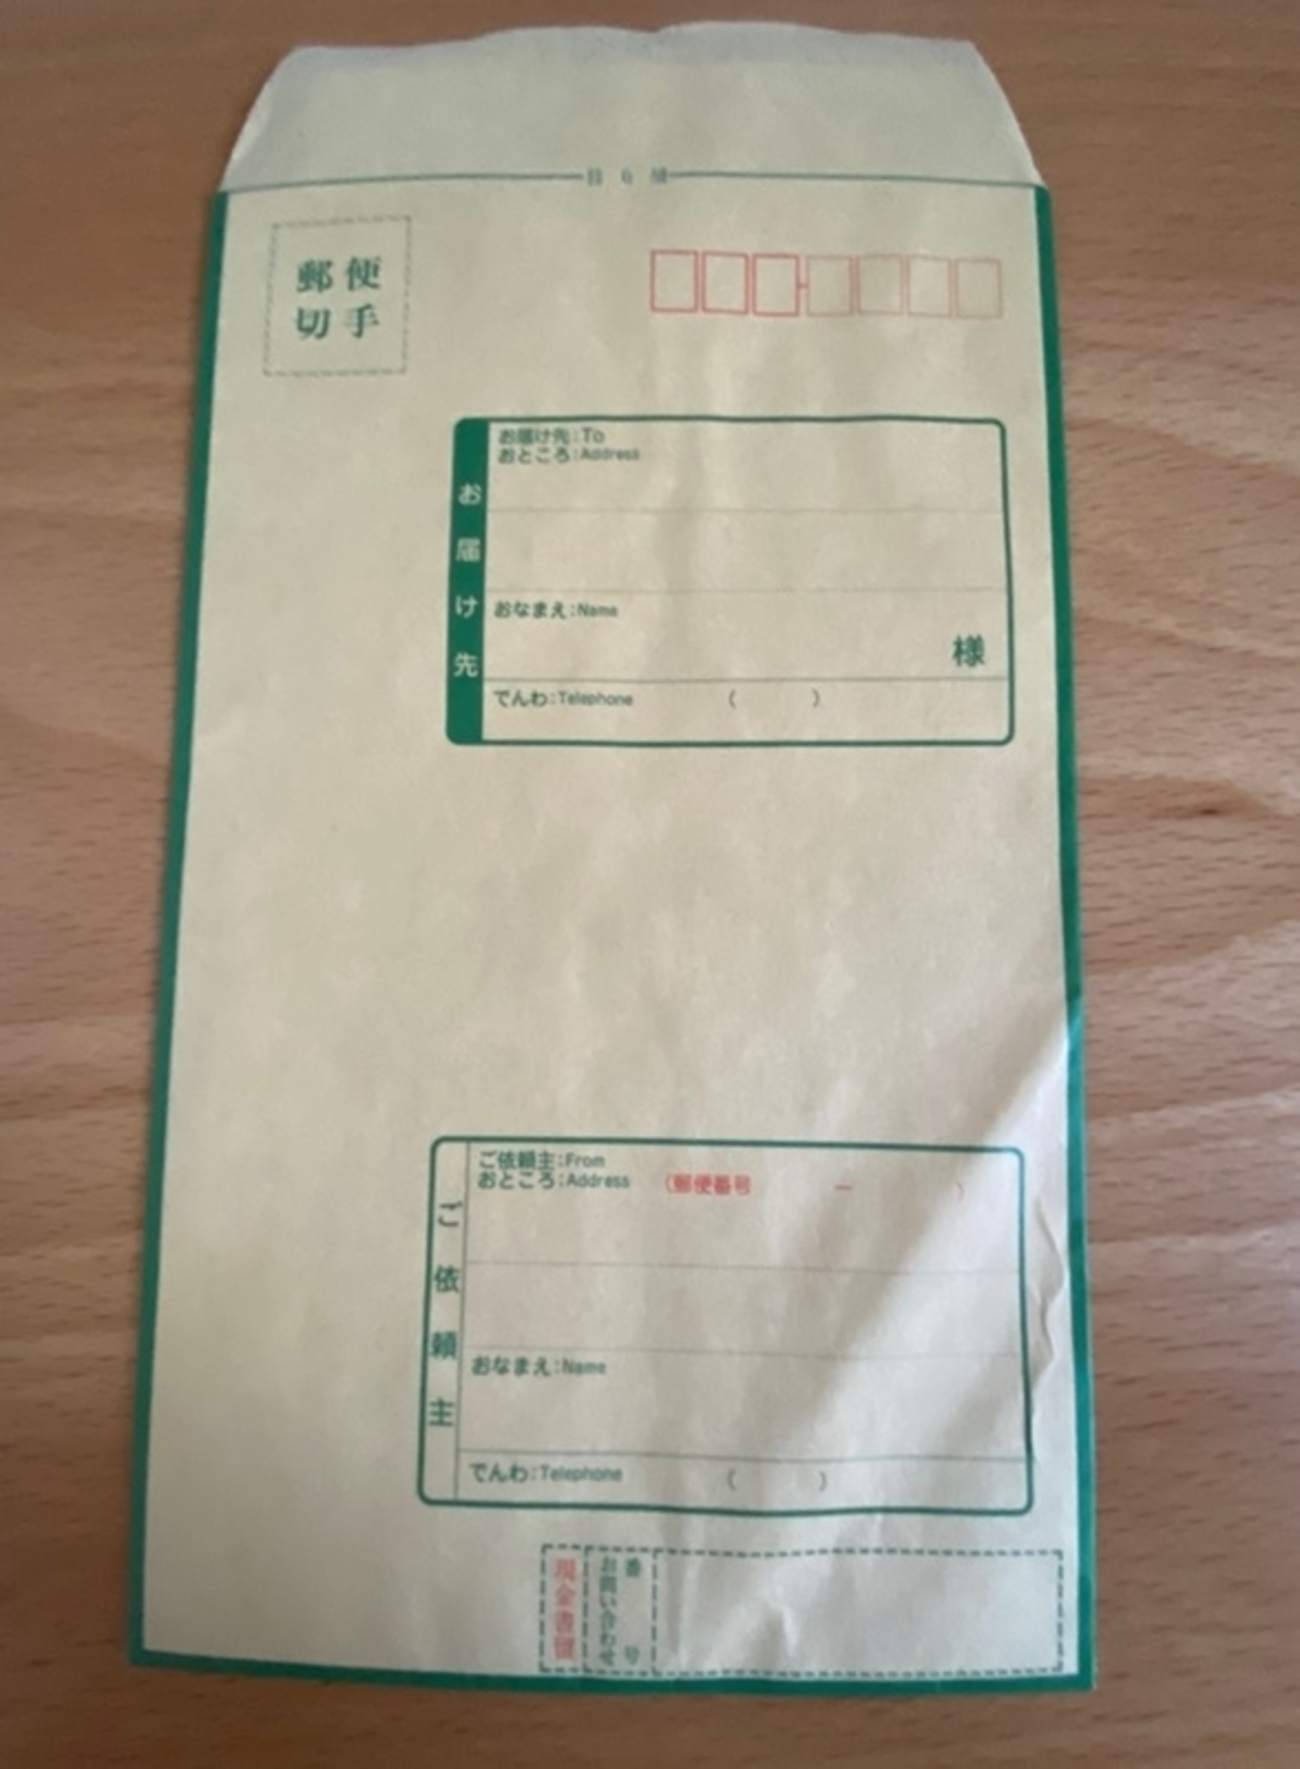 郵便
切手
お届け先
お届け先:To
おところ:Address
おなまえ:Name
様
でんわ:Telephone ( )
ご依頼主
ご依頼主:From
おところ:Address (郵便番号 － )
おなまえ:Name
でんわ:Telephone ( )
現金書留
お問い合わせ
番号